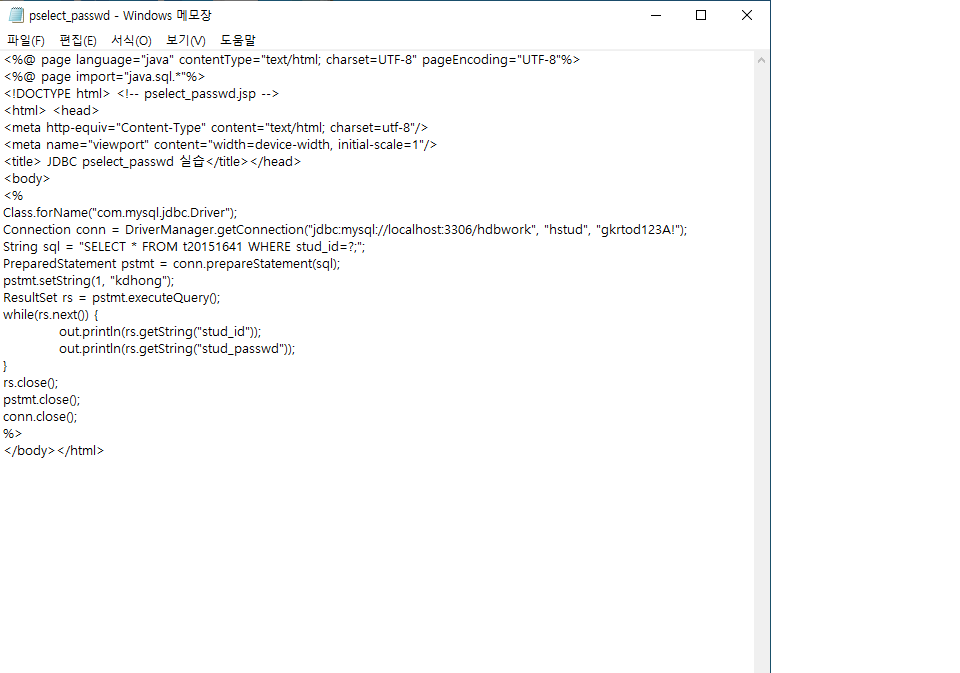 pselect_passwd - Windows 메모장
파일(F) 편집(E) 서식(O) 보기(V) 도움말
<%@ page language="java" contentType="text/html; charset=UTF-8" pageEncoding="UTF-8"%>
<%@ page import="java.sql.*"%>
<!DOCTYPE html> <!-- pselect_passwd.jsp -->
<html> <head>
<meta http-equiv="Content-Type" content="text/html; charset=utf-8"/>
<meta name="viewport" content="width=device-width, initial-scale=1"/>
<title> JDBC pselect_passwd 실습</title></head>
<body>
<%
Class.forName("com.mysql.jdbc.Driver");
Connection conn = DriverManager.getConnection("jdbc:mysql://localhost:3306/hdbwork", "hstud", "gkrtod123A!");
String sql = "SELECT * FROM t20151641 WHERE stud_id=?;";
PreparedStatement pstmt = conn.prepareStatement(sql);
pstmt.setString(1, "kdhong");
ResultSet rs = pstmt.executeQuery();
while(rs.next()) {
out.println(rs.getString("stud_id"));
out.println(rs.getString("stud_passwd"));
}
rs.close();
pstmt.close();
conn.close();
%>
</body></html>